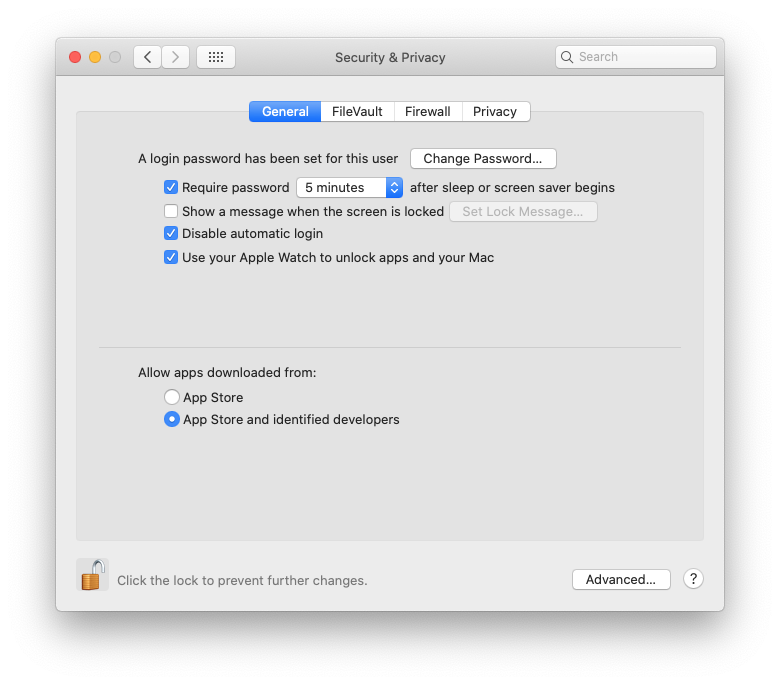 Security & Privacy
Search
General FileVault Firewall Privacy
A login password has been set for this user Change Password...
Require password 5 minutes after sleep or screen saver begins
Show a message when the screen is locked Set Lock Message...
Disable automatic login
Use your Apple Watch to unlock apps and your Mac
Allow apps downloaded from:
App Store
App Store and identified developers
Click the lock to prevent further changes.
Advanced... ?